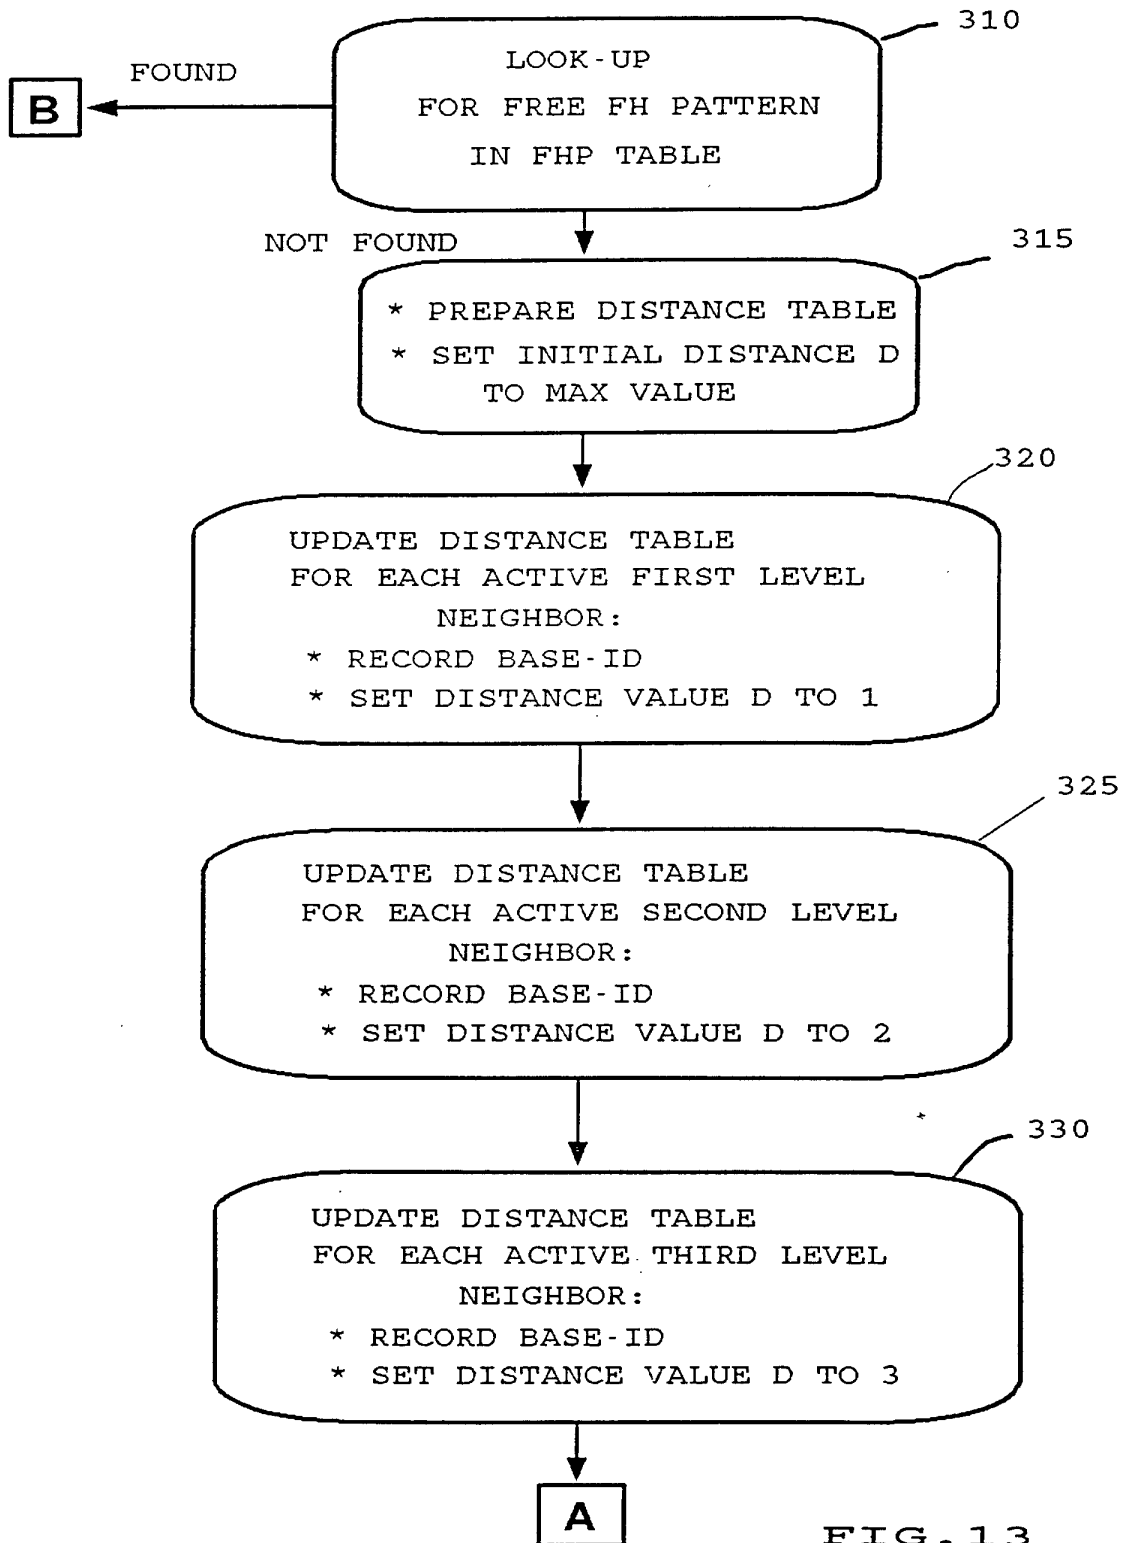 310
LOOK-UP
FOR FREE FH PATTERN
IN FHP TABLE
FOUND
B
NOT FOUND
315
* PREPARE DISTANCE TABLE
* SET INITIAL DISTANCE D
TO MAX VALUE
320
UPDATE DISTANCE TABLE
FOR EACH ACTIVE FIRST LEVEL
NEIGHBOR:
* RECORD BASE-ID
* SET DISTANCE VALUE D TO 1
325
UPDATE DISTANCE TABLE
FOR EACH ACTIVE SECOND LEVEL
NEIGHBOR:
* RECORD BASE-ID
* SET DISTANCE VALUE D TO 2
330
UPDATE DISTANCE TABLE
FOR EACH ACTIVE THIRD LEVEL
NEIGHBOR:
* RECORD BASE-ID
* SET DISTANCE VALUE D TO 3
A
FIG.13